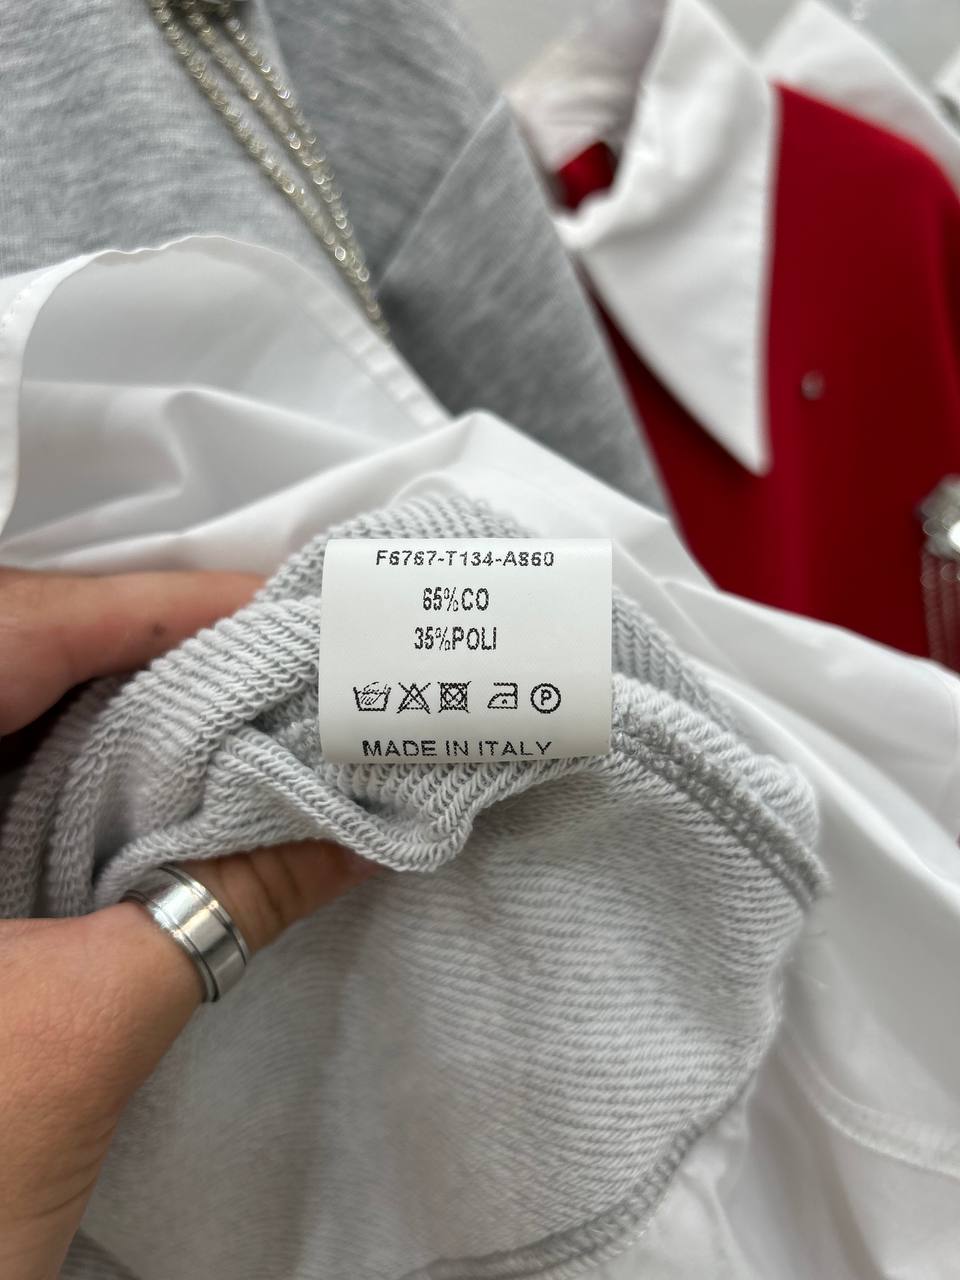 F6767-T134-A860
65%CO
35%POLI
P
MADE IN ITALY